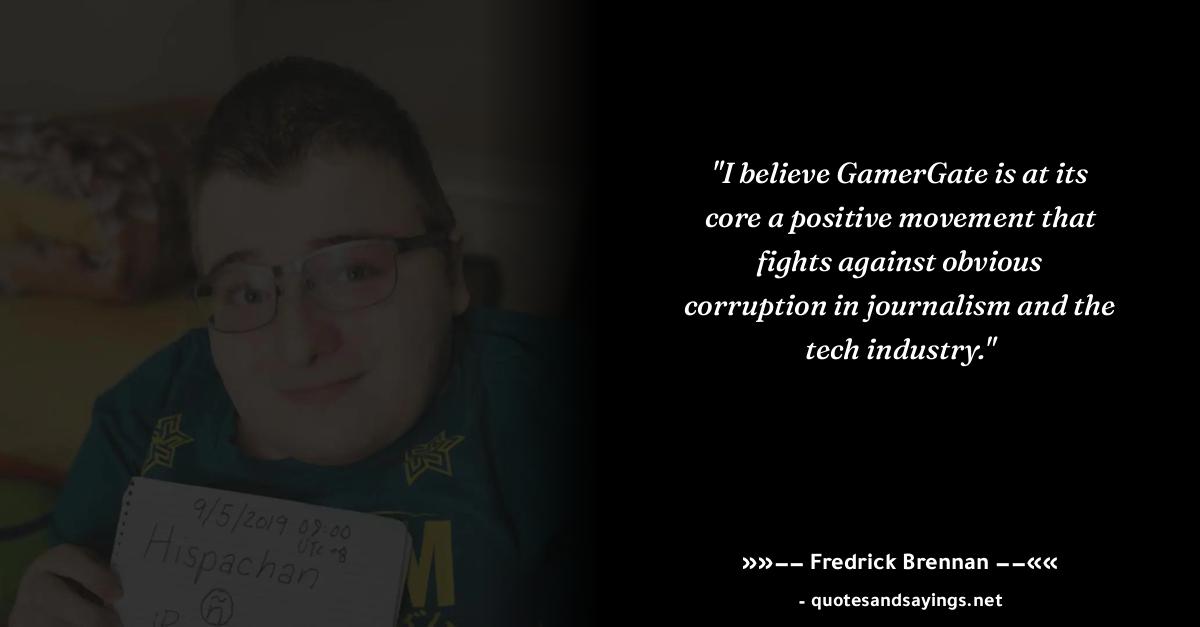 "I believe GamerGate is at its
core a positive movement that
fights against obvious
corruption in journalism and the
tech industry."
»»–– Fredrick Brennan ––««
- quotesandsayings.net
9/5/2019 09:00
UTC +8
Hispachan
ñ
M